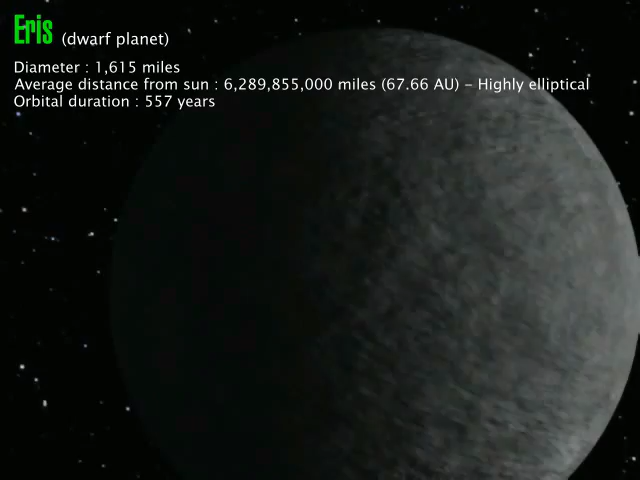 Eris (dwarf planet)
Diameter : 1,615 miles
Average distance from sun : 6,289,855,000 miles (67.66 AU) – Highly elliptical
Orbital duration : 557 years